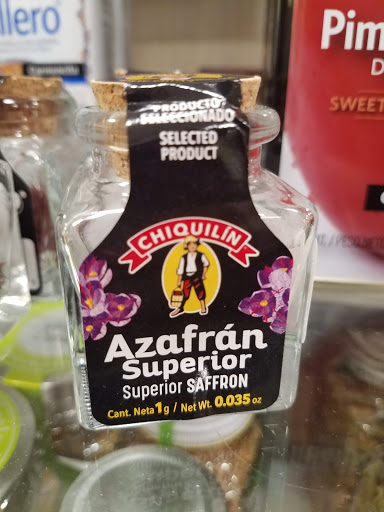 llero
Pim
D
SWEET
PRODUCTO
SELECCIONADO
SELECTED
PRODUCT
CHIQUILÍN
Azafrán
Superior
Superior SAFFRON
Cant. Neta 1g / Net Wt. 0.035 oz